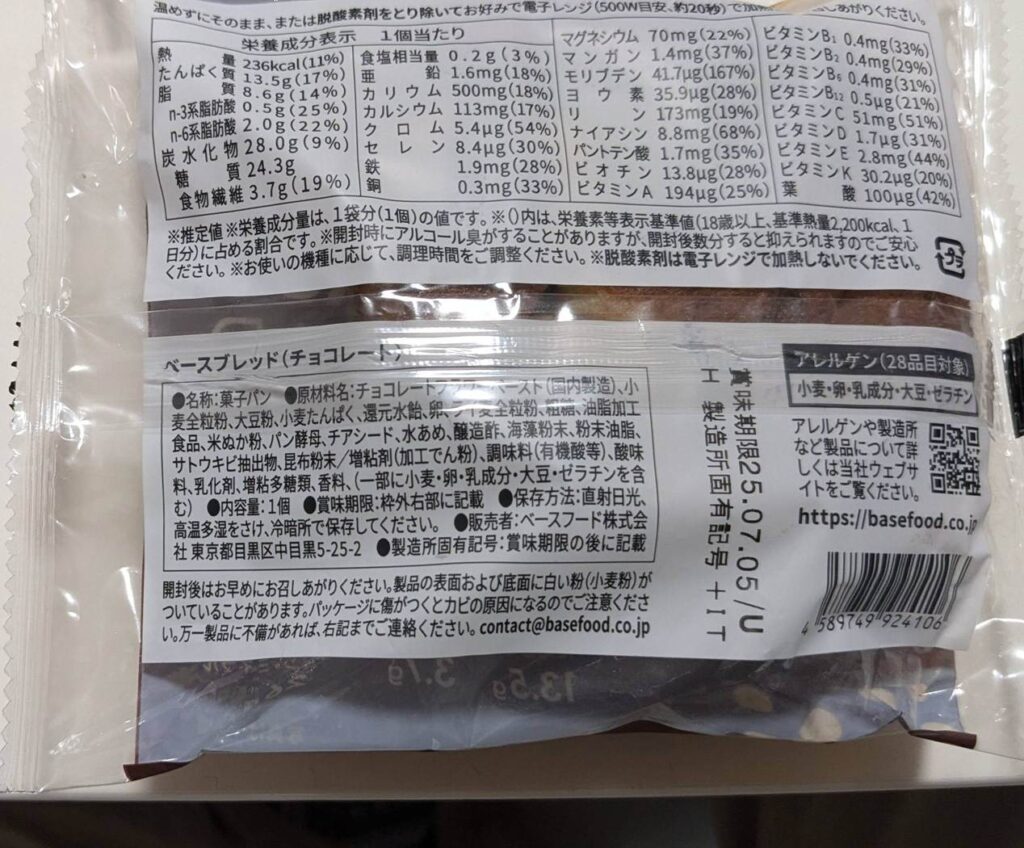 温めずにそのまま、または脱酸素剤をとり除いてお好みで電子レンジ(500W目安、約20秒)で加
しあがりください。
栄養成分表示 1個当たり
熱量 236kcal(11%)
たんぱく質 13.5g(17%)
脂質 8.6g(14%)
n-3系脂肪酸 0.5g(25%)
n-6系脂肪酸 2.0g(22%)
炭水化物 28.0g(9%)
糖質 24.3g
食物繊維 3.7g(19%)
食塩相当量 0.2g(3%)
亜鉛 1.6mg(18%)
カリウム 500mg(18%)
カルシウム 113mg(17%)
クロム 5.4μg(54%)
セレン 8.4μg(30%)
鉄 1.9mg(28%)
銅 0.3mg(33%)
マグネシウム 70mg(22%)
マンガン 1.4mg(37%)
モリブデン 41.7μg(167%)
ヨウ素 35.9μg(28%)
リン 173mg(19%)
ナイアシン 8.8mg(68%)
パントテン酸 1.7mg(35%)
ビオチン 13.8μg(28%)
ビタミンA 194μg(25%)
ビタミンB1 0.4mg(33%)
ビタミンB2 0.4mg(29%)
ビタミンB6 0.4mg(31%)
ビタミンB12 0.5μg(21%)
ビタミンC 51mg(51%)
ビタミンD 1.7μg(31%)
ビタミンE 2.8mg(44%)
ビタミンK 30.2μg(20%)
葉酸 100μg(42%)
※推定値 ※栄養成分量は、1袋分(1個)の値です。※()内は、栄養素等表示基準値(18歳以上、基準熱量2,200kcal、1
日分)に占める割合です。※開封時にアルコール臭がすることがありますが、開封後数分すると抑えられますのでご安心
ください。※お使いの機種に応じて、調理時間をご調整ください。※脱酸素剤は電子レンジで加熱しないでください。
プラ
ベースブレッド(チョコレート)
●名称:菓子パン ●原材料名:チョコレートフラワーペースト(国内製造)、小
麦全粒粉、大豆粉、小麦たんぱく、還元水飴、卵、ライ麦全粒粉、粗糖、油脂加工
食品、米ぬか粉、パン酵母、チアシード、水あめ、醸造酢、海藻粉末、粉末油脂、
サトウキビ抽出物、昆布粉末/増粘剤(加工でん粉)、調味料(有機酸等)、酸味
料、乳化剤、増粘多糖類、香料、(一部に小麦・卵・乳成分・大豆・ゼラチンを含
む) ●内容量:1個 ●賞味期限:枠外右部に記載 ●保存方法:直射日光、
高温多湿をさけ、冷暗所で保存してください。 ●販売者:ベースフード株式会
社 東京都目黒区中目黒5-25-2 ●製造所固有記号:賞味期限の後に記載
開封後はお早めにお召しあがりください。製品の表面および底面に白い粉(小麦粉)が
ついていることがあります。パッケージに傷がつくとカビの原因になるのでご注意くださ
い。万一製品に不備があれば、右記までご連絡ください。contact@basefood.co.jp
賞味期限25.07.05/U
H 製造所固有記号 +IT
アレルゲン(28品目対象)
小麦・卵・乳成分・大豆・ゼラチン
アレルゲンや製造所
など製品について詳
しくは当社ウェブサ
イトをご覧ください。
https://basefood.co.jp
4 589749 924106
13.5g
3.7g